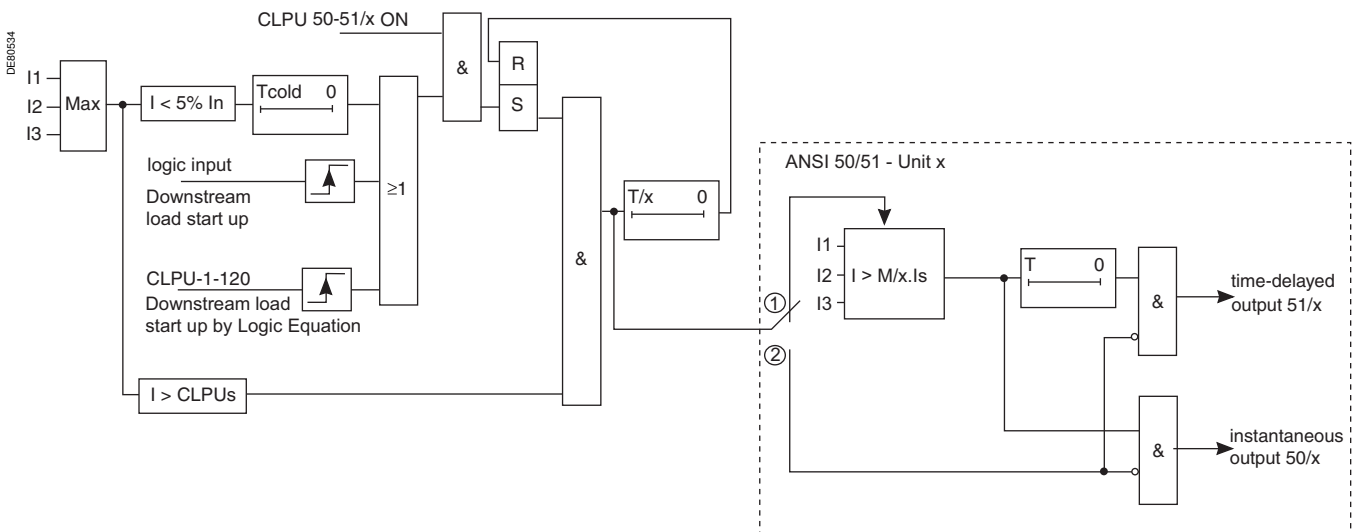 DE80534
CLPU 50-51/x ON
I1
I2
I3
Max
I < 5% In
Tcold 0
&
R
S
logic input
Downstream
load start up
≥1
CLPU-1-120
Downstream load
start up by Logic Equation
I > CLPUs
&
T/x 0
ANSI 50/51 - Unit x
1
2
I1
I2
I3
I > M/x.Is
T 0
&
time-delayed
output 51/x
&
instantaneous
output 50/x